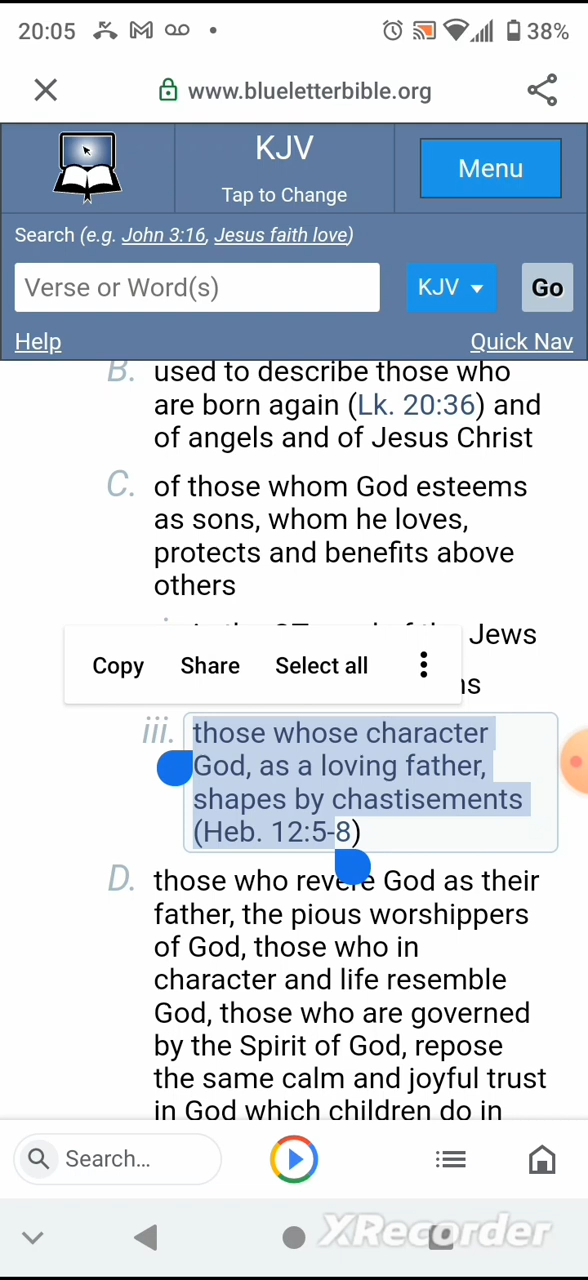 20:05
38%
www.blueletterbible.org
KJV
Tap to Change
Menu
Search (e.g. John 3:16, Jesus faith love)
Verse or Word(s)
KJV
Go
Help
Quick Nav
B. used to describe those who
are born again (Lk. 20:36) and
of angels and of Jesus Christ
C. of those whom God esteems
as sons, whom he loves,
protects and benefits above
others
Jews
Copy Share Select all
ns
iii. those whose character
God, as a loving father,
shapes by chastisements
(Heb. 12:5-8)
D. those who revere God as their
father, the pious worshippers
of God, those who in
character and life resemble
God, those who are governed
by the Spirit of God, repose
the same calm and joyful trust
in God which children do in
Search...
XRecorder